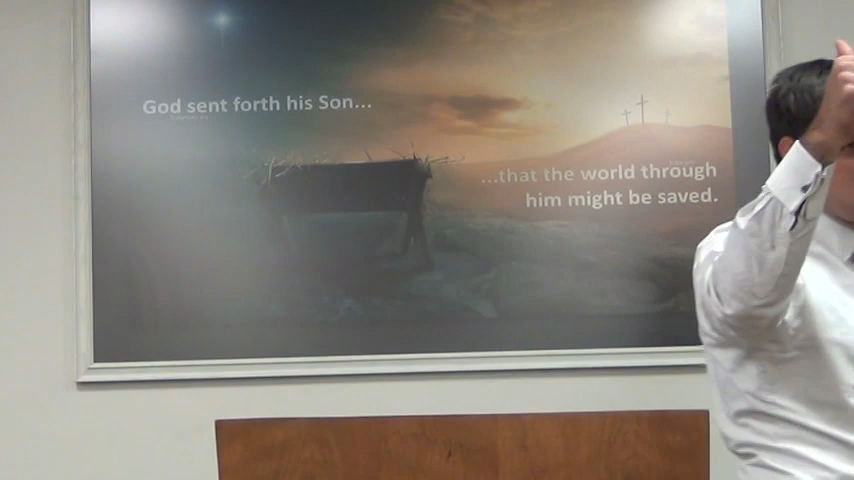 God sent forth his Son...
...that the world through
him might be saved.